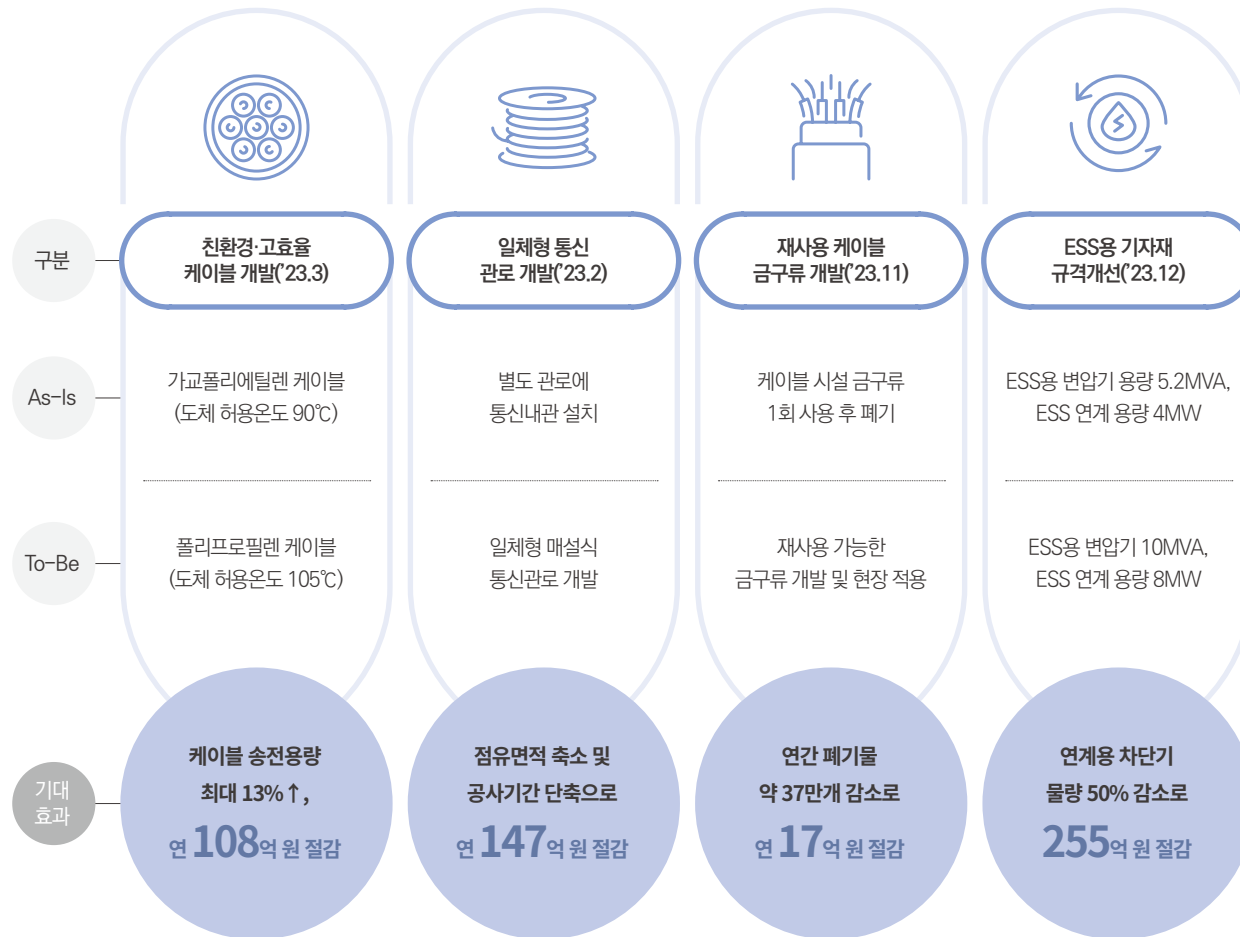 구분
친환경·고효율
케이블 개발(’23.3)
일체형 통신
관로 개발(’23.2)
재사용 케이블
금구류 개발(’23.11)
ESS용 기자재
규격개선(’23.12)
As-Is
가교폴리에틸렌 케이블
(도체 허용온도 90℃)
별도 관로에
통신내관 설치
케이블 시설 금구류
1회 사용 후 폐기
ESS용 변압기 용량 5.2MVA,
ESS 연계 용량 4MW
To-Be
폴리프로필렌 케이블
(도체 허용온도 105℃)
일체형 매설식
통신관로 개발
재사용 가능한
금구류 개발 및 현장 적용
ESS용 변압기 10MVA,
ESS 연계 용량 8MW
기대
효과
케이블 송전용량
최대 13%↑,
연 108억 원 절감
점유면적 축소 및
공사기간 단축으로
연 147억 원 절감
연간 폐기물
약 37만개 감소로
연 17억 원 절감
연계용 차단기
물량 50% 감소로
255억 원 절감